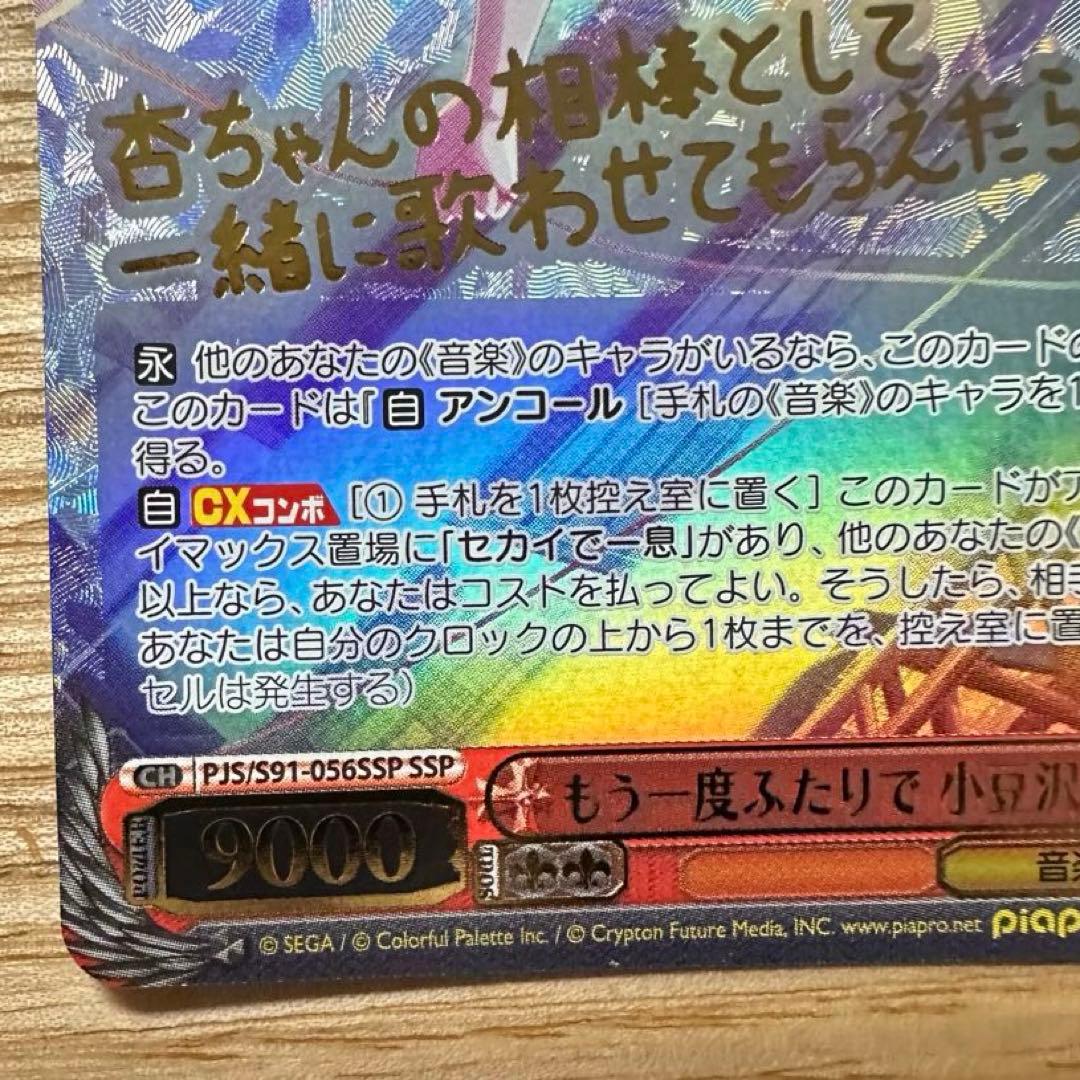 杏ちゃんの相棒として
一緒に歌わせてもらえたら
永 他のあなたの《音楽》のキャラがいるなら、このカードの
このカードは『自 アンコール [手札の《音楽》のキャラを1
得る。
自 CXコンボ [① 手札を1枚控え室に置く] このカードがア
イマックス置場に「セカイで一息」があり、他のあなたの《
以上なら、あなたはコストを払ってよい。そうしたら、相手
あなたは自分のクロックの上から1枚までを、控え室に置
セルは発生する)
CH PJS/S91-056SSP SSP
もう一度ふたりで 小豆沢
POWER 9000
SOUL
音楽
© SEGA / © Colorful Palette Inc. / © Crypton Future Media, INC. www.piapro.net piap